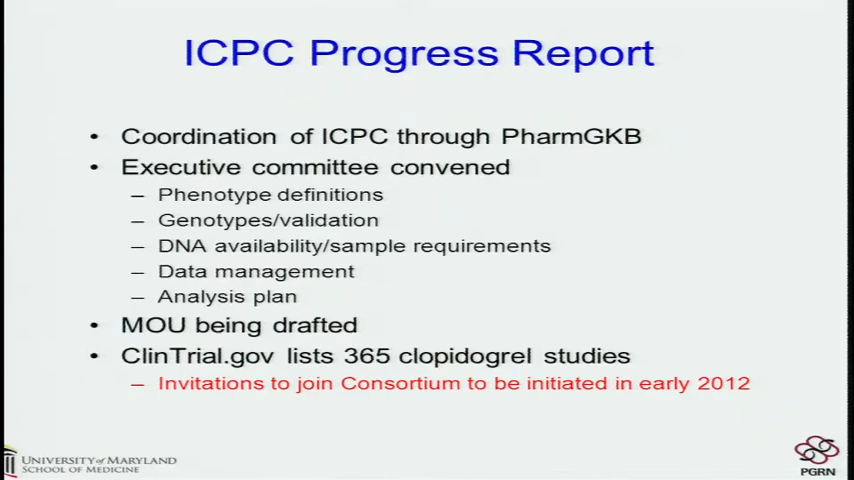 ICPC Progress Report
• Coordination of ICPC through PharmGKB
• Executive committee convened
– Phenotype definitions
– Genotypes/validation
– DNA availability/sample requirements
– Data management
– Analysis plan
• MOU being drafted
• ClinTrial.gov lists 365 clopidogrel studies
– Invitations to join Consortium to be initiated in early 2012
UNIVERSITY of MARYLAND
SCHOOL OF MEDICINE
PGRN